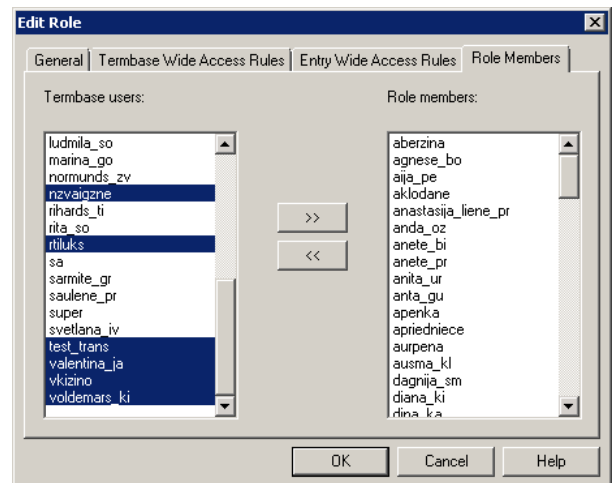 Edit Role
General
Termbase Wide Access Rules
Entry Wide Access Rules
Role Members
Termbase users:
ludmila_so
marina_go
normunds_zv
nzvaigzne
rihards_ti
rita_so
rtiluks
sa
sarmite_gr
saulene_pr
super
svetlana_iv
test_trans
valentina_ja
vkizino
voldemars_ki
>>
<<
Role members:
aberzina
agnese_bo
aija_pe
aklodane
anastasija_liene_pr
anda_oz
anete_bi
anete_pr
anita_ur
anta_gu
apenka
apriedniece
aurpena
ausma_kl
dagnija_sm
diana_ki
dina_ka
OK
Cancel
Help